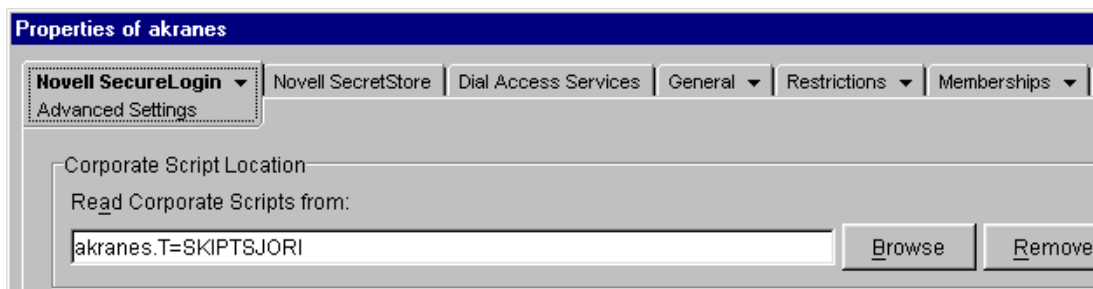 Properties of akranes
Novell SecureLogin Novell SecretStore Dial Access Services General Restrictions Memberships
Advanced Settings
Corporate Script Location
Read Corporate Scripts from:
akranes.T=SKIPTSJORI Browse Remove